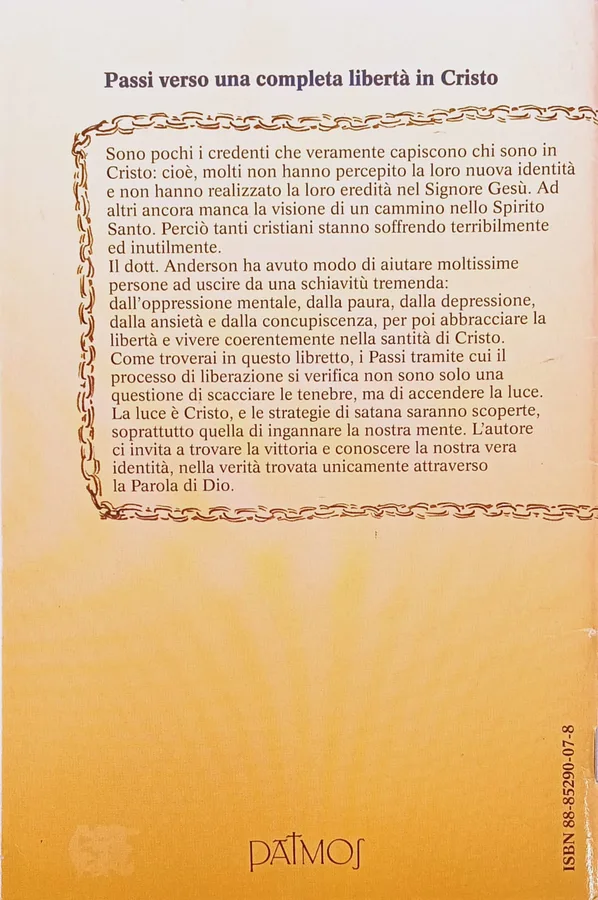 Passi verso una completa libertà in Cristo
Sono pochi i credenti che veramente capiscono chi sono in
Cristo: cioè, molti non hanno percepito la loro nuova identità
e non hanno realizzato la loro eredità nel Signore Gesù. Ad
altri ancora manca la visione di un cammino nello Spirito
Santo. Perciò tanti cristiani stanno soffrendo terribilmente
ed inutilmente.
Il dott. Anderson ha avuto modo di aiutare moltissime
persone ad uscire da una schiavitù tremenda:
dall'oppressione mentale, dalla paura, dalla depressione,
dalla ansietà e dalla concupiscenza, per poi abbracciare la
libertà e vivere coerentemente nella santità di Cristo.
Come troverai in questo libretto, i Passi tramite cui il
processo di liberazione si verifica non sono solo una
questione di scacciare le tenebre, ma di accendere la luce.
La luce è Cristo, e le strategie di satana saranno scoperte,
soprattutto quella di ingannare la nostra mente. L'autore
ci invita a trovare la vittoria e conoscere la nostra vera
identità, nella verità trovata unicamente attraverso
la Parola di Dio.
PATMOS
ISBN 88-85290-07-8